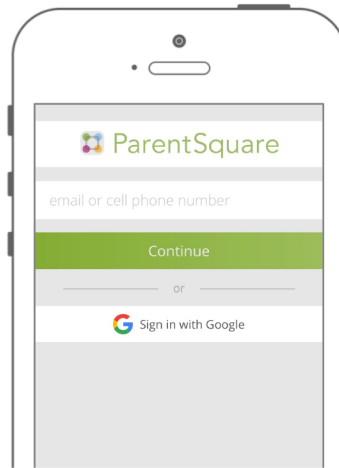 ParentSquare
email or cell phone number
Continue
or
Sign in with Google